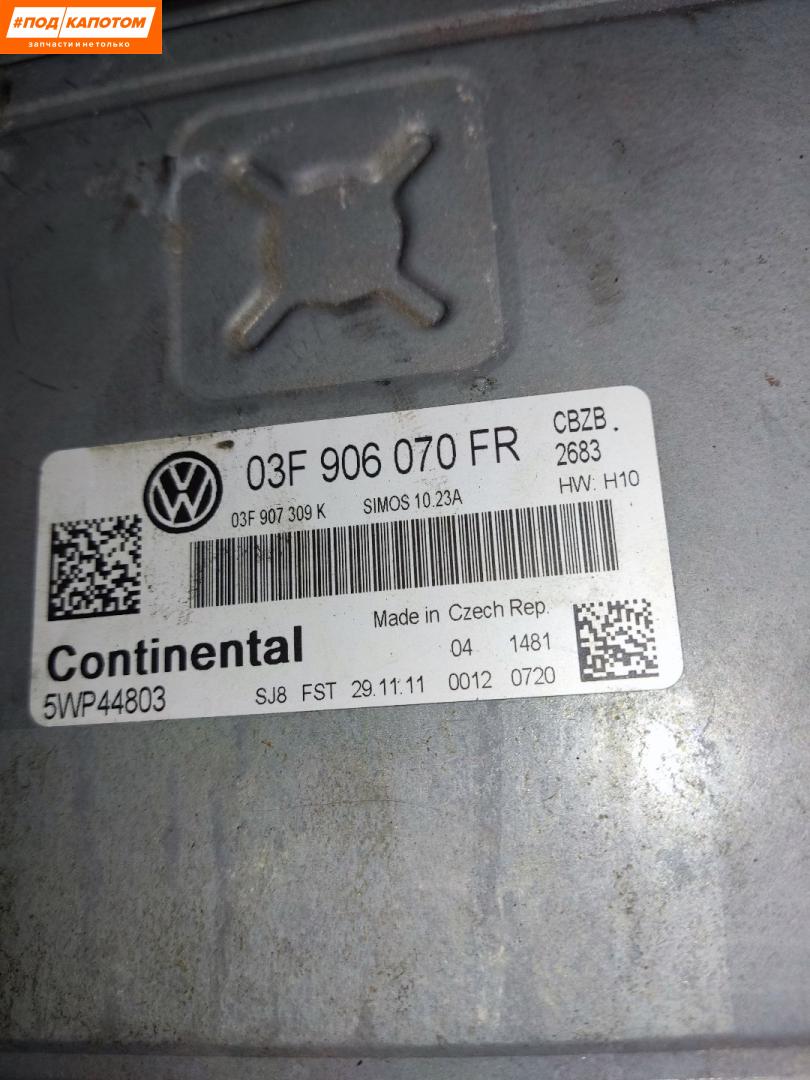 #ПОД КАПОТОМ
запчасти и не только
03F 906 070 FR
CBZB.
2683
HW: H10
03F 907 309 K SIMOS 10.23A
Made in Czech Rep.
Continental
04 1481
5WP44803
SJ8 FST 29.11.11 0012 0720